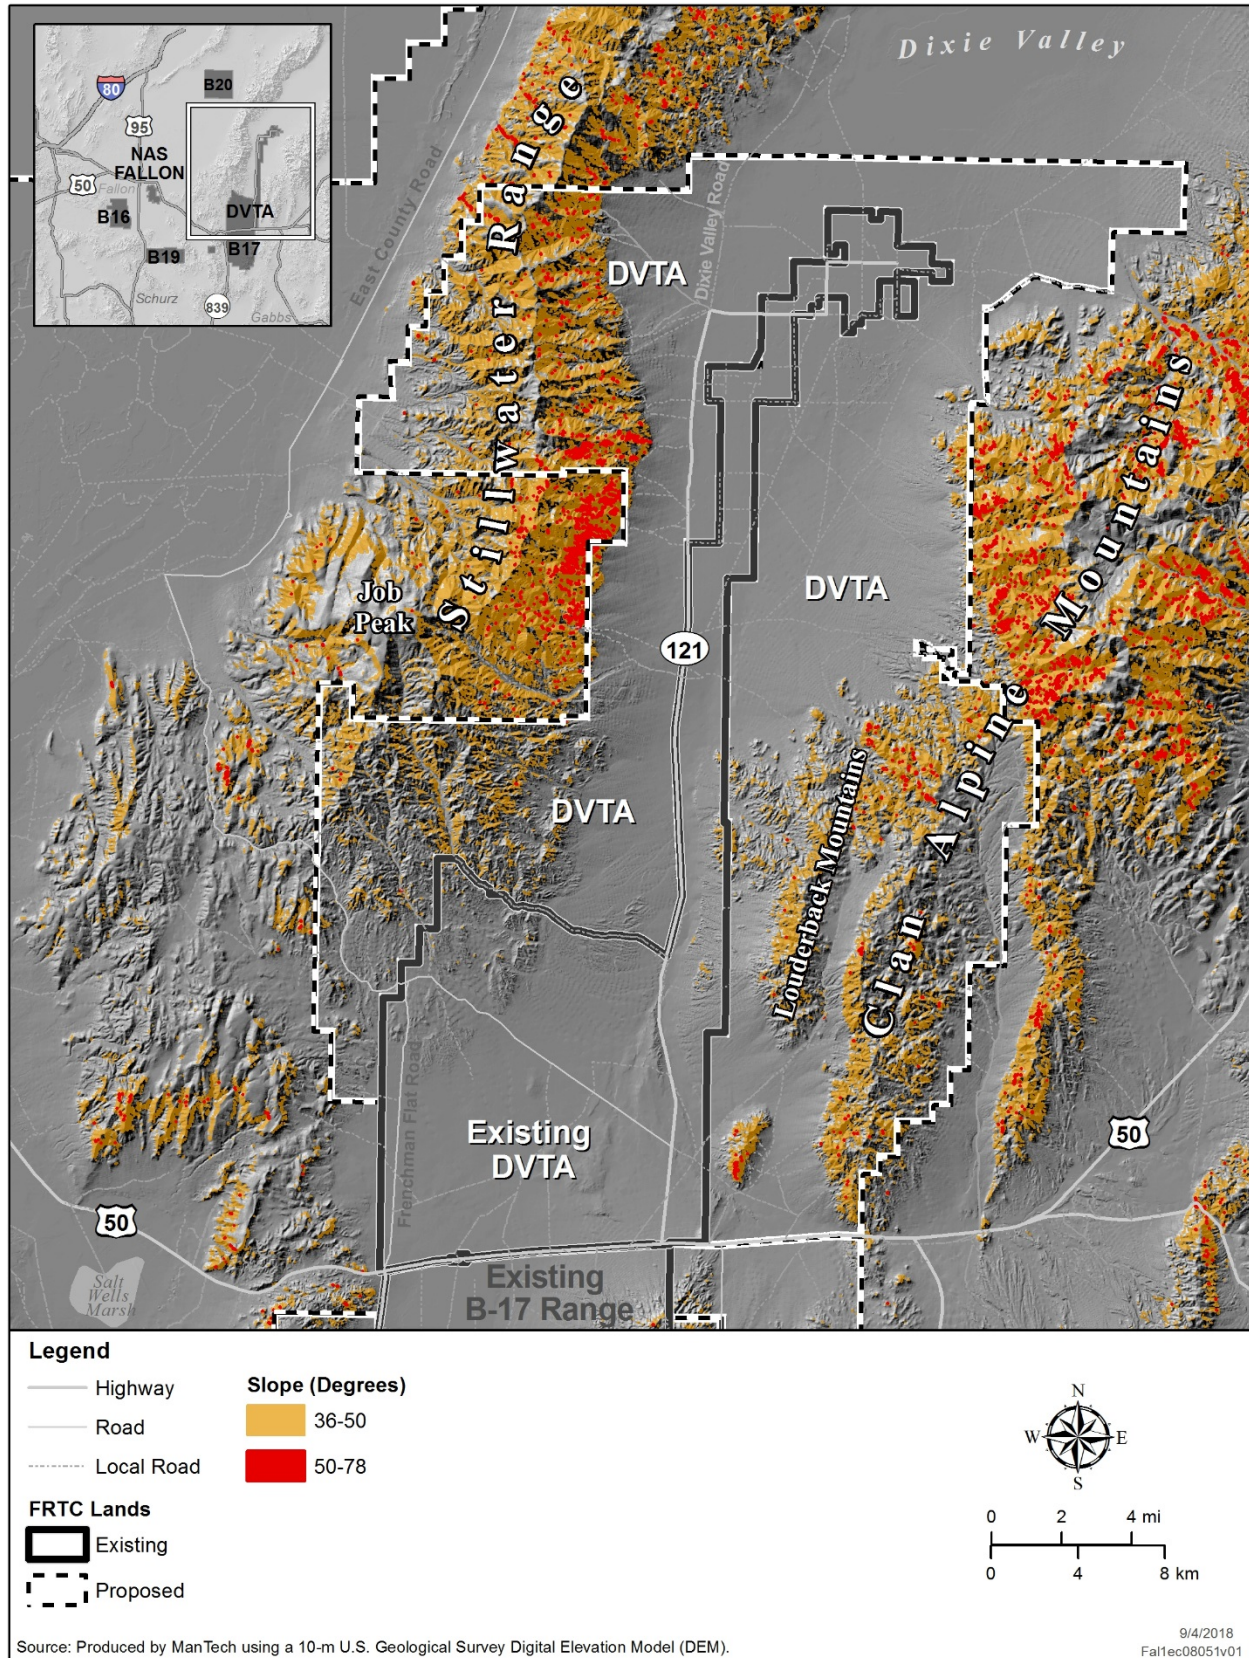 Dixie Valley
80
B20
95
NAS
FALLON
50
Fallon
B16
DVTA
B19
B17
Schurz
839
Gabbs
East County Road
Stillwater Range
DVTA
Dixie Valley Road
Job
Peak
121
DVTA
Clan Alpine Mountains
DVTA
Louderback Mountains
Frenchman Flat Road
Existing
DVTA
50
50
Salt
Wells
Marsh
Existing
B-17 Range
Legend
Highway
Road
Local Road
Slope (Degrees)
36-50
50-78
FRTC Lands
Existing
Proposed
N
W E
S
0 2 4 mi
0 4 8 km
Source: Produced by ManTech using a 10-m U.S. Geological Survey Digital Elevation Model (DEM).
9/4/2018
Fal1ec08051v01